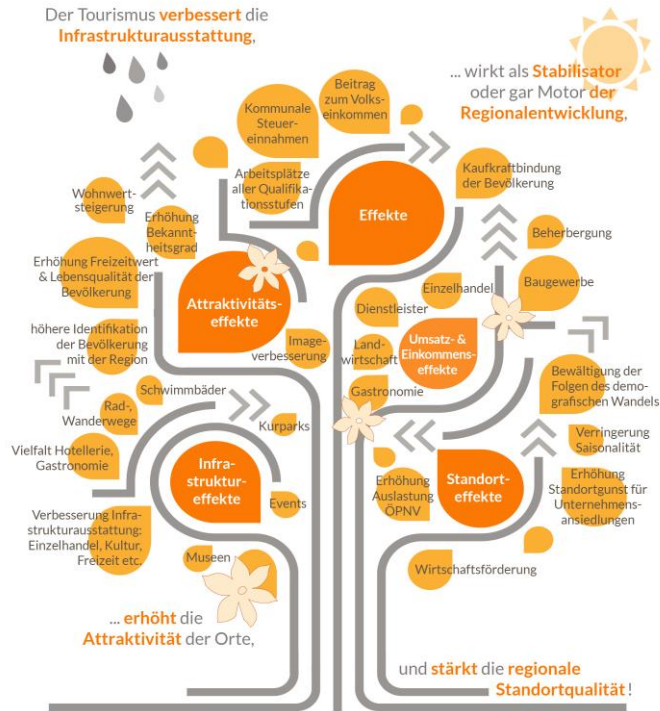 Der Tourismus verbessert die
Infrastrukturausstattung,
... wirkt als Stabilisator
oder gar Motor der
Regionalentwicklung,
Beitrag
zum Volks-
einkommen
Kommunale
Steuer-
einnahmen
Arbeitsplätze
aller Qualifika-
tionsstufen
Effekte
Kaufkraftbindung
der Bevölkerung
Wohnwert-
steigerung
Erhöhung
Bekannt-
heitsgrad
Erhöhung Freizeitwert
& Lebensqualität der
Bevölkerung
Attraktivitäts-
effekte
höhere Identifikation
der Bevölkerung
mit der Region
Image-
verbesserung
Beherbergung
Einzelhandel
Baugewerbe
Dienstleister
Umsatz- &
Einkommens-
effekte
Land-
wirtschaft
Gastronomie
Bewältigung der
Folgen des demo-
grafischen Wandels
Schwimmbäder
Rad-,
Wanderwege
Kurparks
Vielfalt Hotellerie,
Gastronomie
Infra-
struktur-
effekte
Events
Verbesserung Infra-
strukturausstattung:
Einzelhandel, Kultur,
Freizeit etc.
Museen
Verringerung
Saisonalität
Erhöhung
Auslastung
ÖPNV
Standort-
effekte
Erhöhung
Standortgunst für
Unternehmens-
ansiedlungen
Wirtschaftsförderung
... erhöht die
Attraktivität der Orte,
und stärkt die regionale
Standortqualität!